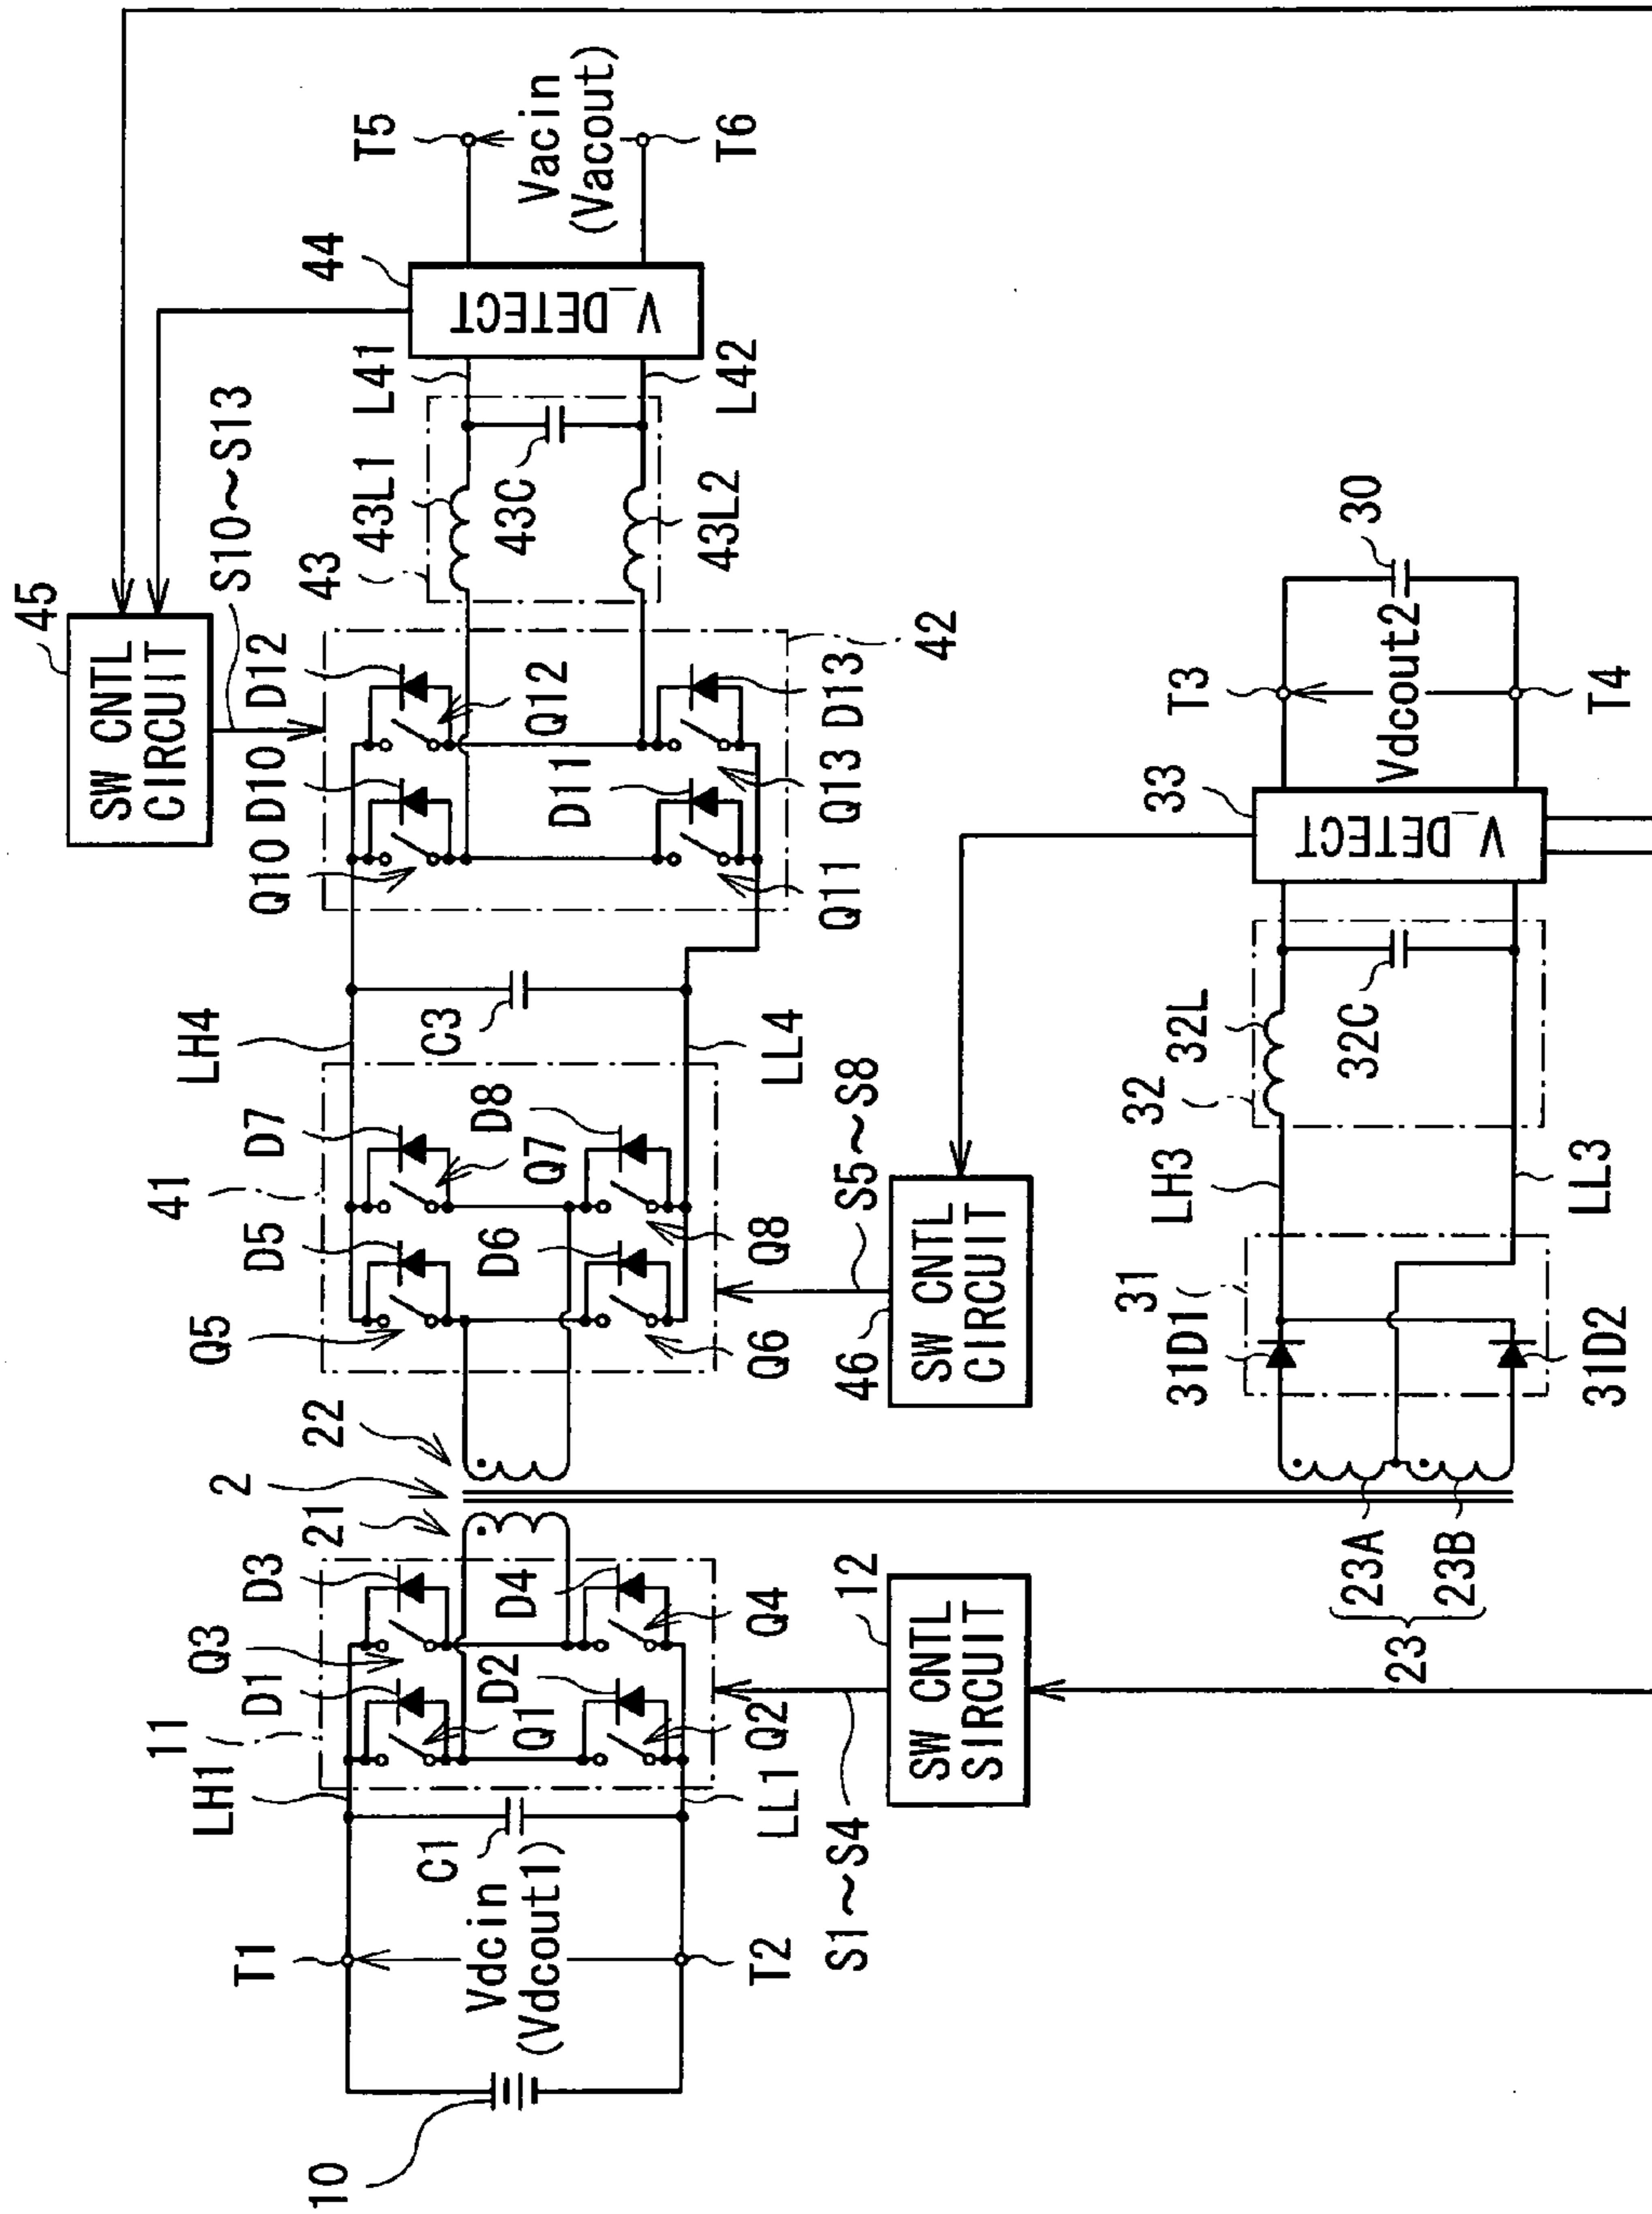 45
SW CNTL
CIRCUIT
S10~S13
44
T5
V_DETECT
Vacin
(Vacout)
T6
L41
L42
43
43L1
43C
43L2
42
D12
Q12
D13
Q13
D10
Q10
D11
Q11
LH4
C3
LL4
41
D7
D8
Q7
Q8
D5
D6
Q5
Q6
S5~S8
46
SW CNTL
CIRCUIT
22
2
21
D3
Q3
D4
Q4
D1
D2
Q1
Q2
11
LH1
LL1
C1
Vdcin
(Vdcout1)
T1
T2
10
S1~S4
12
SW CNTL
SIRCUIT
23A
23B
23
31
31D1
31D2
LH3
LL3
32
32L
32C
33
V_DETECT
T3
Vdcout2
T4
30